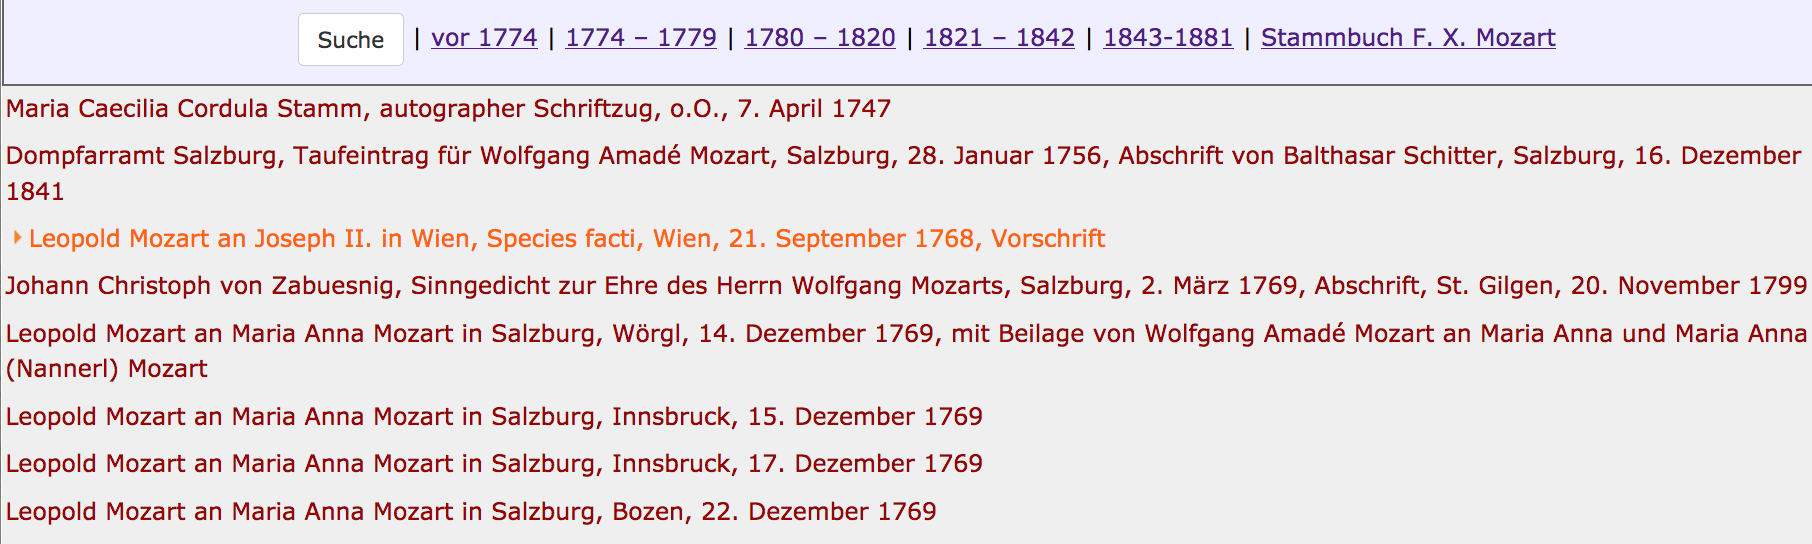 Suche | vor 1774 | 1774 – 1779 | 1780 – 1820 | 1821 – 1842 | 1843-1881 | Stammbuch F. X. Mozart
Maria Caecilia Cordula Stamm, autographer Schriftzug, o.O., 7. April 1747
Dompfarramt Salzburg, Taufeintrag für Wolfgang Amadé Mozart, Salzburg, 28. Januar 1756, Abschrift von Balthasar Schitter, Salzburg, 16. Dezember
1841
Leopold Mozart an Joseph II. in Wien, Species facti, Wien, 21. September 1768, Vorschrift
Johann Christoph von Zabuesnig, Sinngedicht zur Ehre des Herrn Wolfgang Mozarts, Salzburg, 2. März 1769, Abschrift, St. Gilgen, 20. November 1799
Leopold Mozart an Maria Anna Mozart in Salzburg, Wörgl, 14. Dezember 1769, mit Beilage von Wolfgang Amadé Mozart an Maria Anna und Maria Anna
(Nannerl) Mozart
Leopold Mozart an Maria Anna Mozart in Salzburg, Innsbruck, 15. Dezember 1769
Leopold Mozart an Maria Anna Mozart in Salzburg, Innsbruck, 17. Dezember 1769
Leopold Mozart an Maria Anna Mozart in Salzburg, Bozen, 22. Dezember 1769